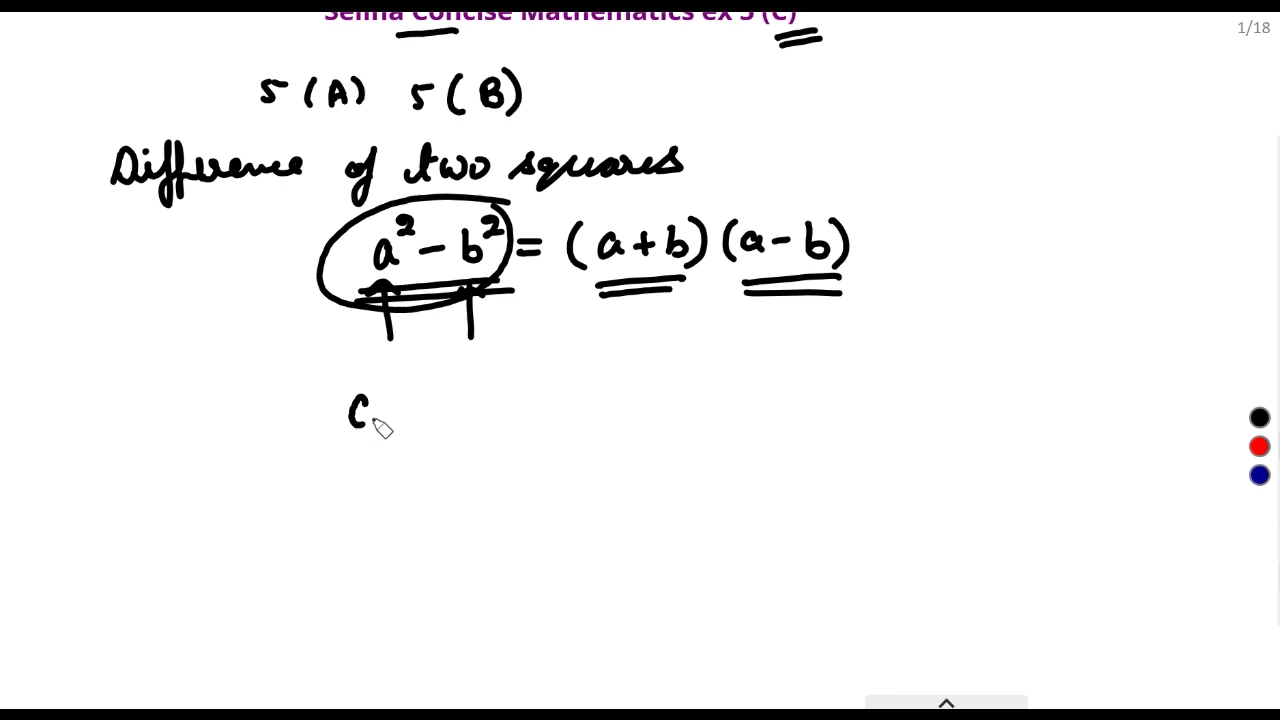 Selina Concise Mathematics ex 5 (C)
1/18
5 (A) 5 (B)
Difference of two squares
a² - b² = (a + b) (a - b)
C